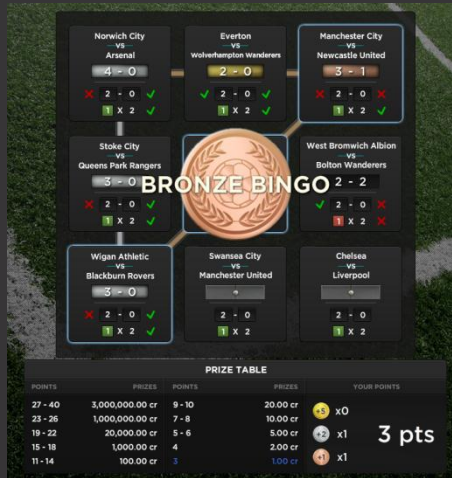 Norwich City
VS
Arsenal
4 - 0
2 - 0
1 X 2
Everton
VS
Wolverhampton Wanderers
2 - 0
2 - 0
1 X 2
Manchester City
VS
Newcastle United
3 - 1
2 - 0
1 X 2
Stoke City
VS
Queens Park Rangers
3 - 0
2 - 0
1 X 2
BRONZE BINGO
West Bromwich Albion
VS
Bolton Wanderers
2 - 2
2 - 0
1 X 2
Wigan Athletic
VS
Blackburn Rovers
3 - 0
2 - 0
1 X 2
Swansea City
VS
Manchester United
2 - 0
1 X 2
Chelsea
VS
Liverpool
2 - 0
1 X 2
PRIZE TABLE
POINTS PRIZES POINTS PRIZES YOUR POINTS
27 - 40 3,000,000.00 cr 9 - 10 20.00 cr
23 - 26 1,000,000.00 cr 7 - 8 10.00 cr
19 - 22 20,000.00 cr 5 - 6 5.00 cr
15 - 18 1,000.00 cr 4 2.00 cr
11 - 14 100.00 cr 3 1.00 cr
+5 x0
+2 x1
+1 x1
3 pts